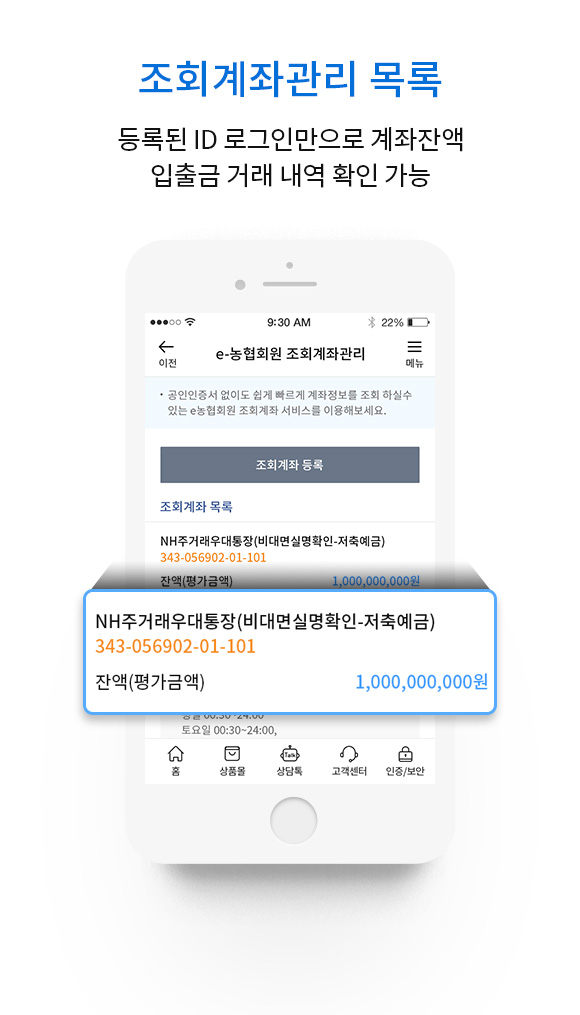 조회계좌관리 목록
등록된 ID 로그인만으로 계좌잔액
입출금 거래 내역 확인 가능
9:30 AM
22%
이전
e-농협회원 조회계좌관리
메뉴
• 공인인증서 없이도 쉽게 빠르게 계좌정보를 조회 하실수
있는 e농협회원 조회계좌 서비스를 이용해보세요.
조회계좌 등록
조회계좌 목록
NH주거래우대통장(비대면실명확인-저축예금)
343-056902-01-101
잔액(평가금액) 1,000,000,000원
NH주거래우대통장(비대면실명확인-저축예금)
343-056902-01-101
잔액(평가금액) 1,000,000,000원
00:30~24:00
토요일 00:30~24:00,
Talk
홈 상품몰 상담톡 고객센터 인증/보안